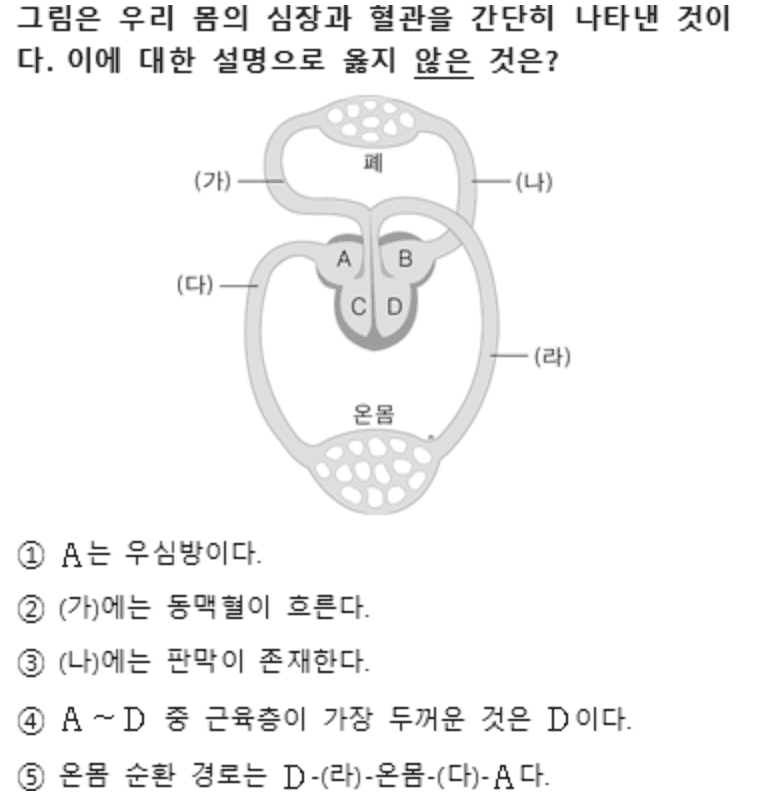 그림은 우리 몸의 심장과 혈관을 간단히 나타낸 것이
다. 이에 대한 설명으로 옳지 않은 것은?
폐
(가)
(나)
A
B
(다)
C
D
(라)
온몸
① A는 우심방이다.
② (가)에는 동맥혈이 흐른다.
③ (나)에는 판막이 존재한다.
④ A ~ D 중 근육층이 가장 두꺼운 것은 D이다.
⑤ 온몸 순환 경로는 D-(라)-온몸-(다)-A다.